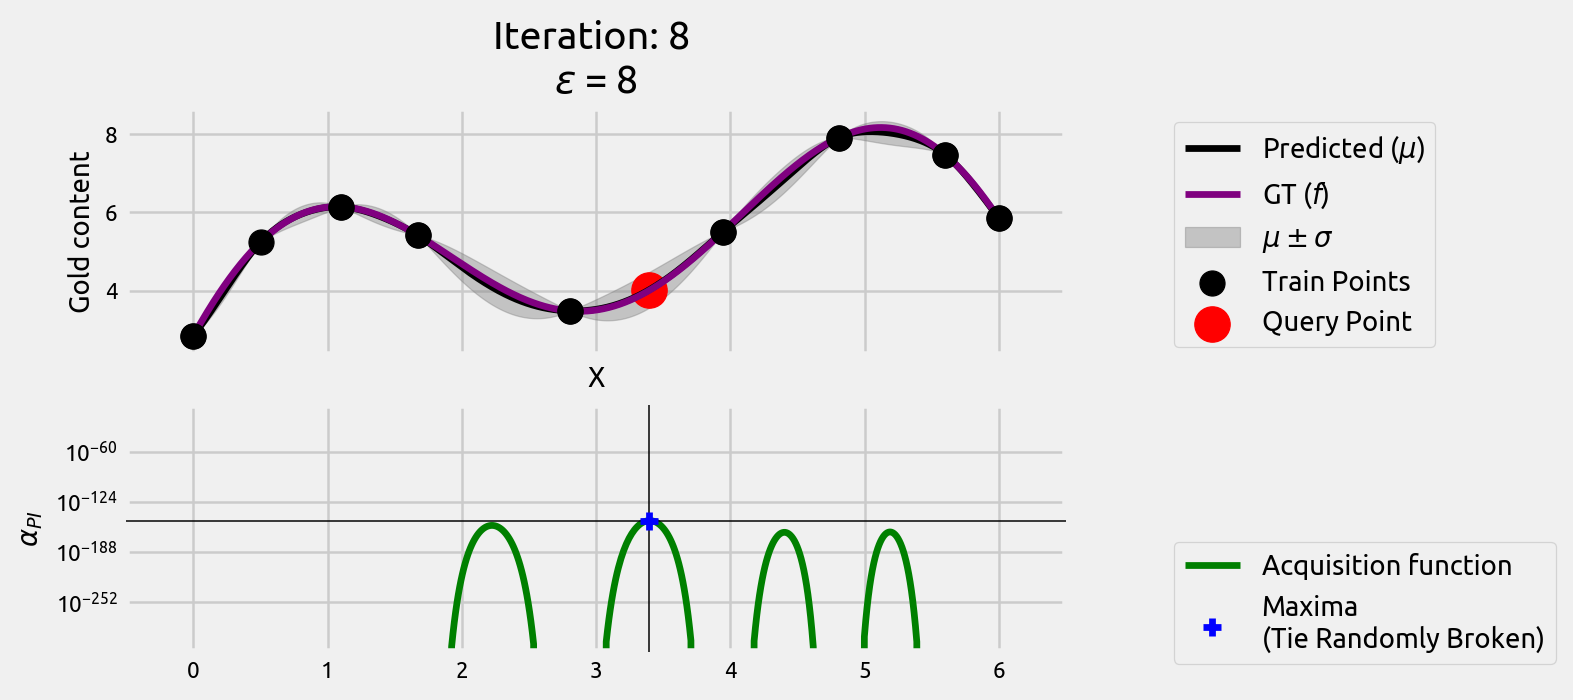 Iteration: 8
ε = 8
Gold content
8
6
4
X
Predicted (μ)
GT (f)
μ ± σ
Train Points
Query Point
α_PI
10⁻⁶⁰
10⁻¹²⁴
10⁻¹⁸⁸
10⁻²⁵²
0 1 2 3 4 5 6
Acquisition function
Maxima
(Tie Randomly Broken)